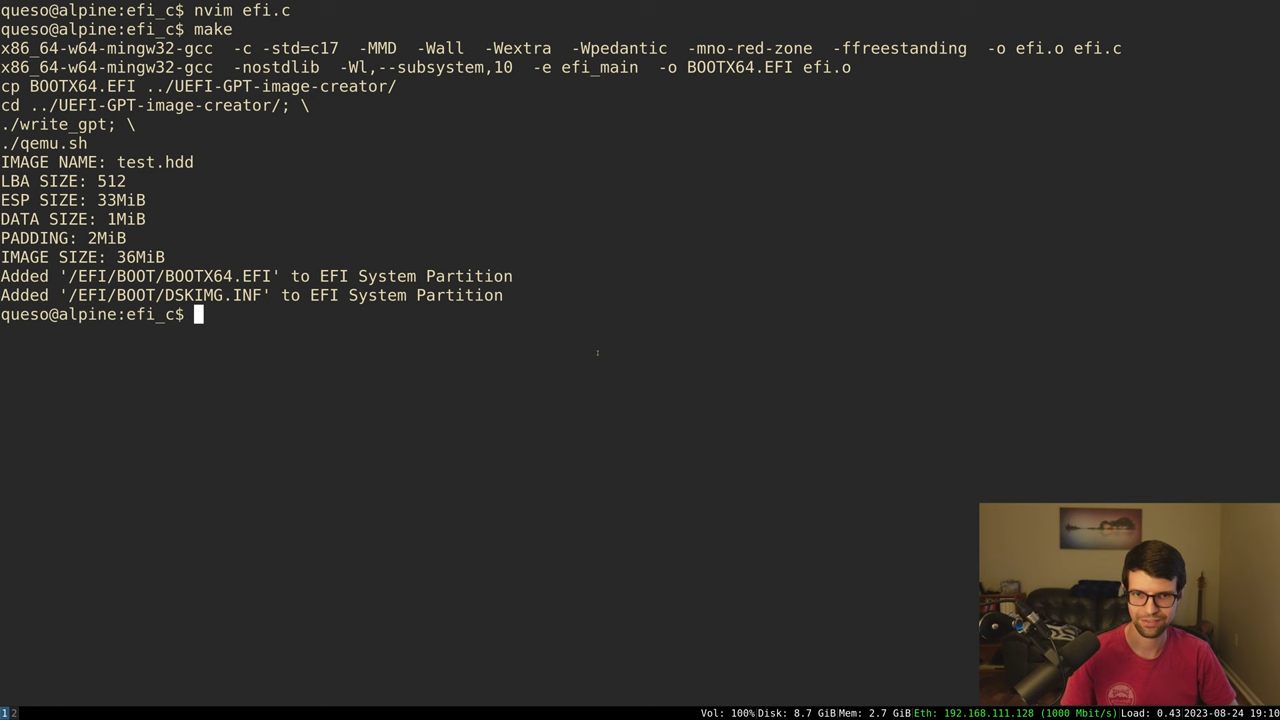 queso@alpine:efi_c$ nvim efi.c
queso@alpine:efi_c$ make
x86_64-w64-mingw32-gcc  -c -std=c17  -MMD  -Wall  -Wextra  -Wpedantic  -mno-red-zone  -ffreestanding  -o efi.o efi.c
x86_64-w64-mingw32-gcc  -nostdlib  -Wl,--subsystem,10  -e efi_main  -o BOOTX64.EFI efi.o
cp BOOTX64.EFI ../UEFI-GPT-image-creator/
cd ../UEFI-GPT-image-creator/; \
./write_gpt; \
./qemu.sh
IMAGE NAME: test.hdd
LBA SIZE: 512
ESP SIZE: 33MiB
DATA SIZE: 1MiB
PADDING: 2MiB
IMAGE SIZE: 36MiB
Added '/EFI/BOOT/BOOTX64.EFI' to EFI System Partition
Added '/EFI/BOOT/DSKIMG.INF' to EFI System Partition
queso@alpine:efi_c$
1 2 Vol: 100% Disk: 8.7 GiB Mem: 2.7 GiB Eth: 192.168.111.128 (1000 Mbit/s) Load: 0.43 2023-08-24 19:10